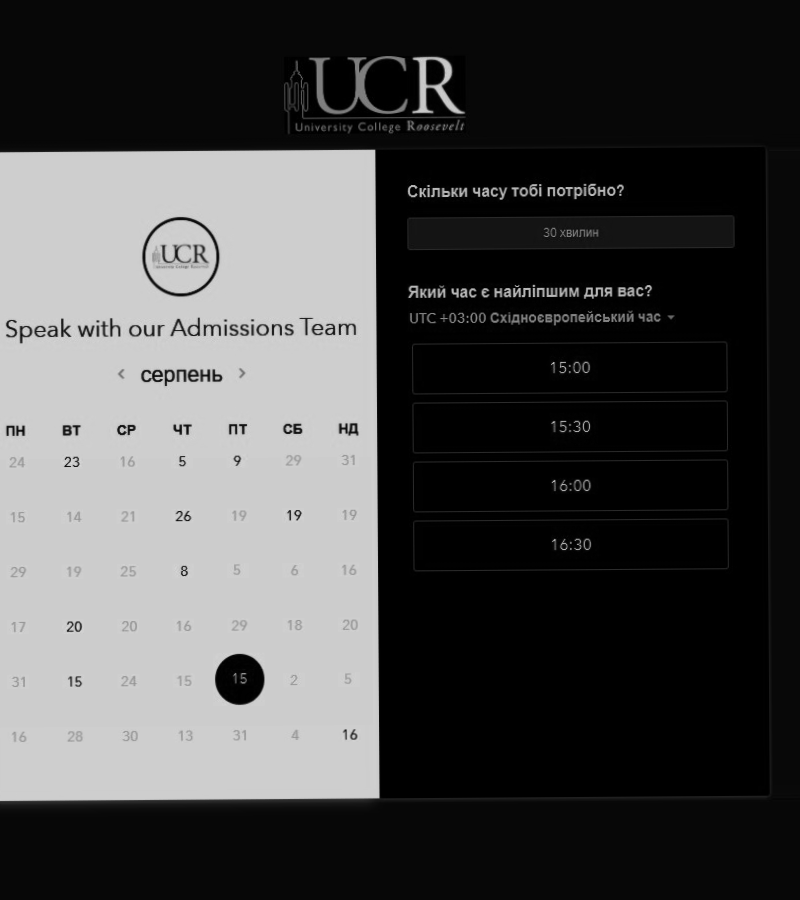 UCR
University College Roosevelt
UCR
Speak with our Admissions Team
< серпень >
ПН ВТ СР ЧТ ПТ СБ НД
24 23 16 5 9 29 31
15 14 21 26 19 19 19
29 19 25 8 5 6 16
17 20 20 16 29 18 20
31 15 24 15 15 2 5
16 28 30 13 31 4 16
Скільки часу тобі потрібно?
30 хвилин
Який час є найліпшим для вас?
UTC +03:00 Східноєвропейський час
15:00
15:30
16:00
16:30